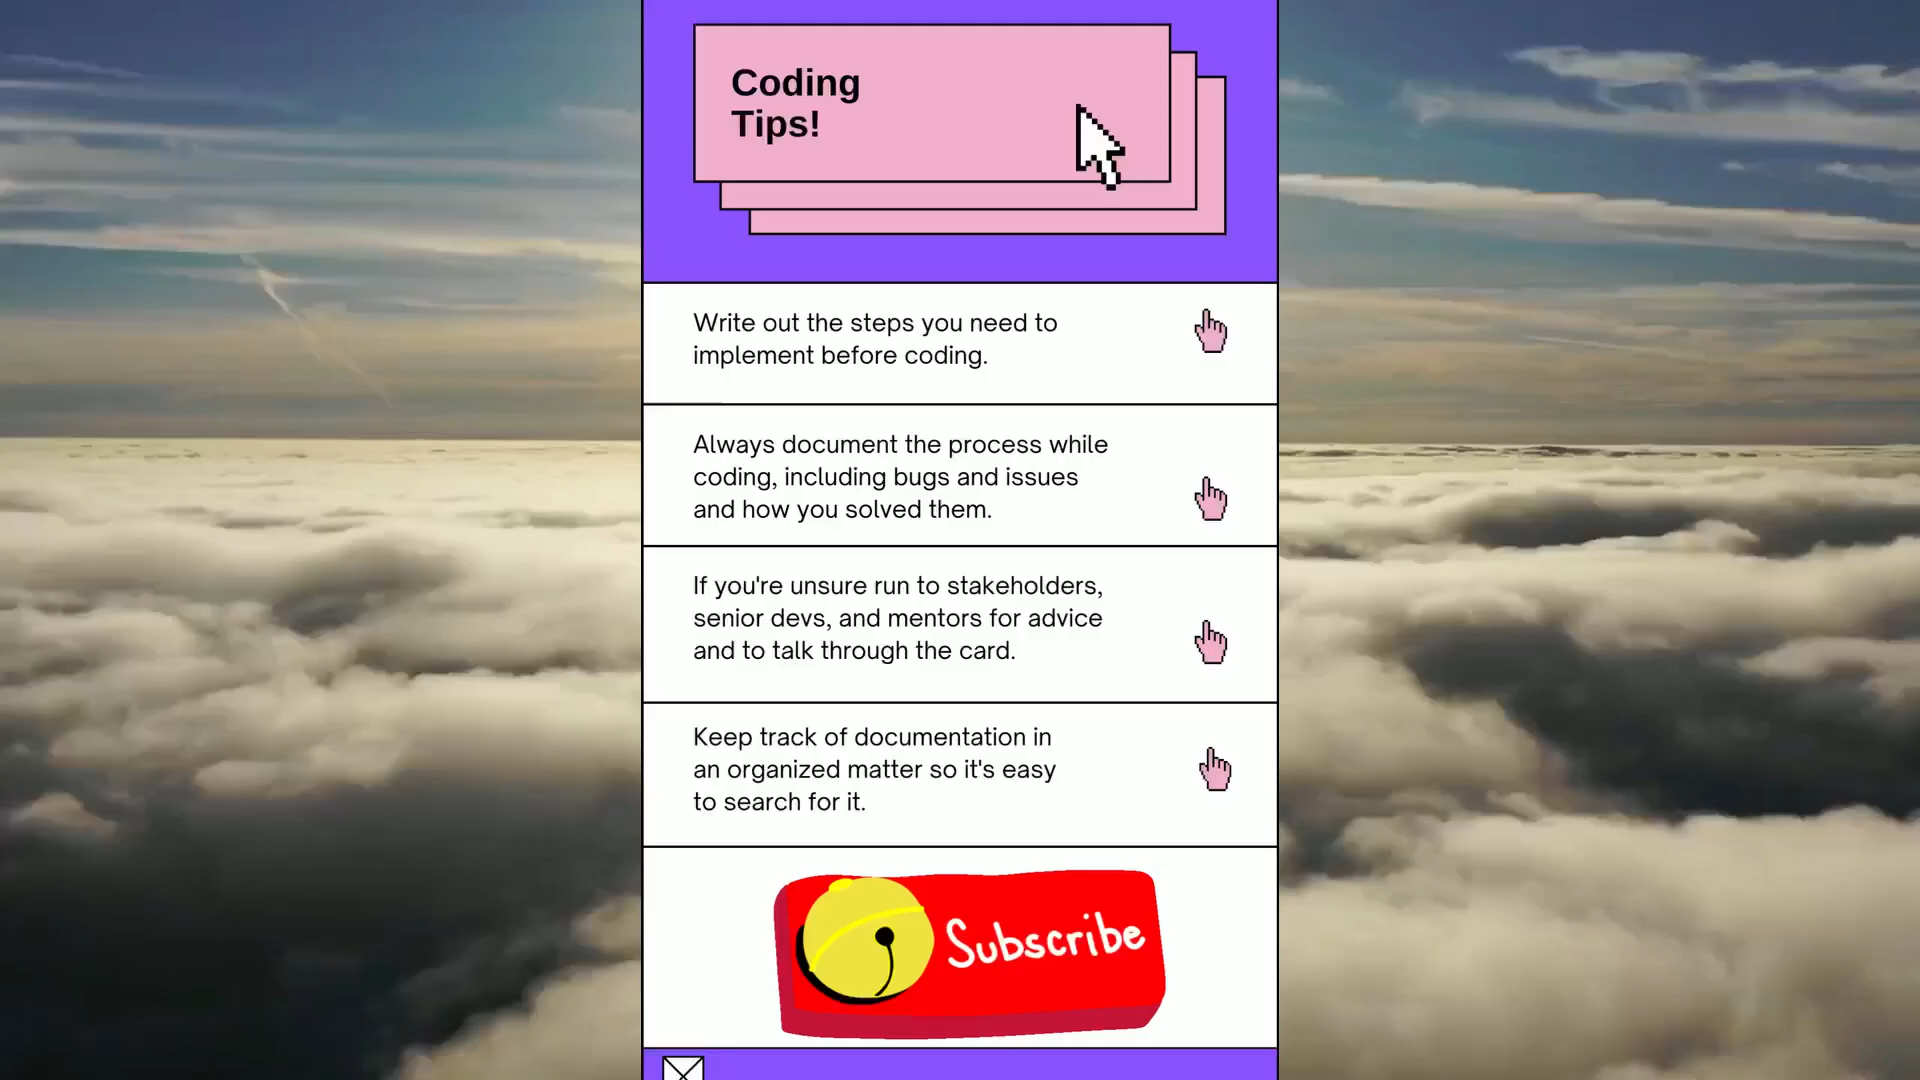 Coding
Tips!
Write out the steps you need to
implement before coding.
Always document the process while
coding, including bugs and issues
and how you solved them.
If you're unsure run to stakeholders,
senior devs, and mentors for advice
and to talk through the card.
Keep track of documentation in
an organized matter so it's easy
to search for it.
Subscribe